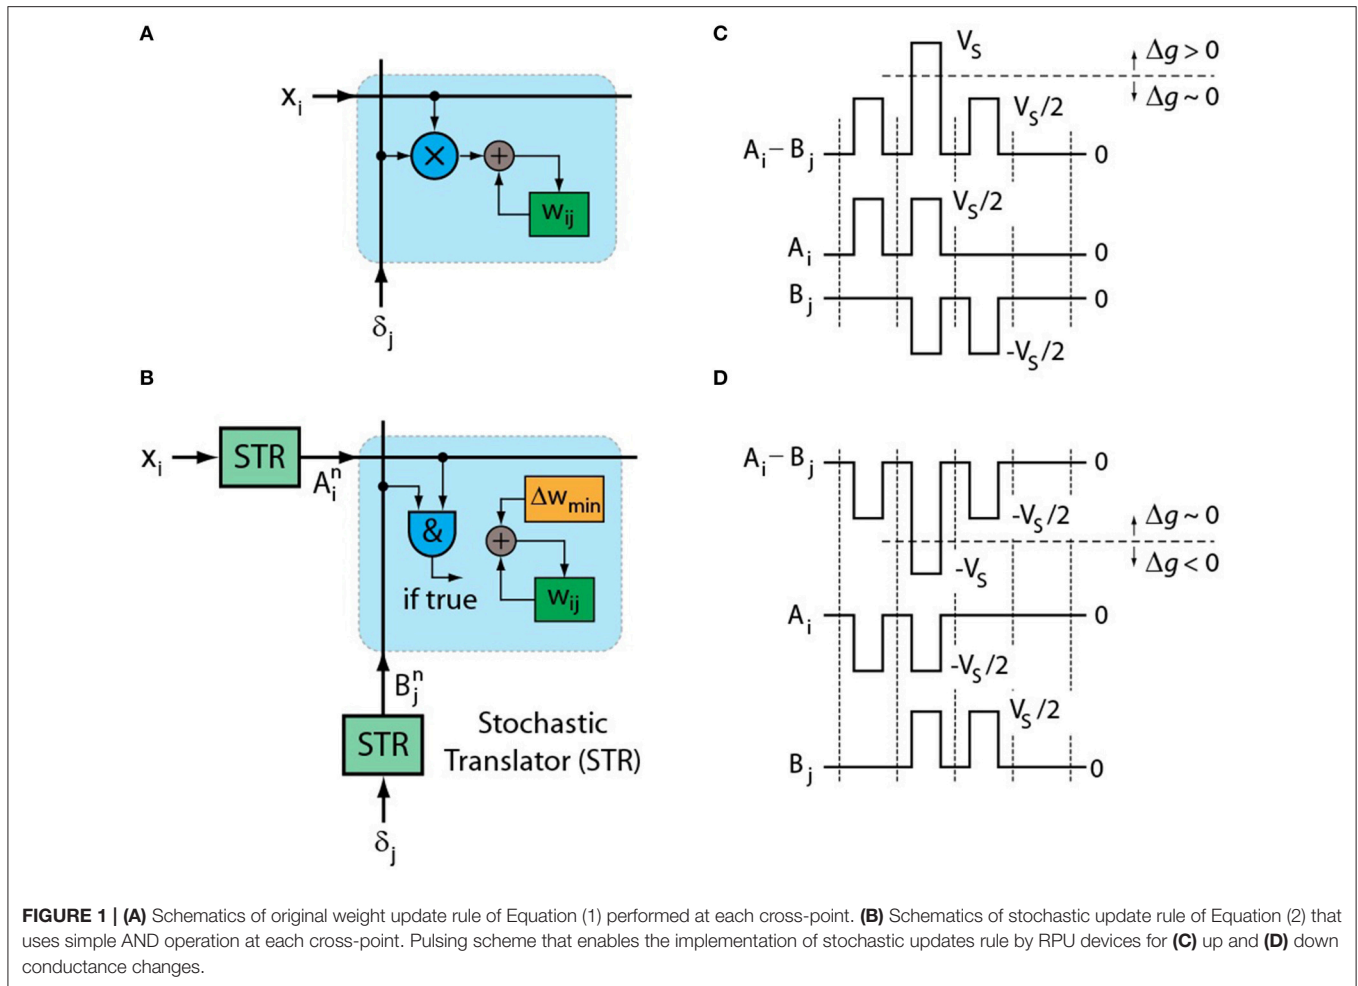 A
X_i
×
+
w_ij
δ_j
B
X_i
STR
A_i^n
Δw_min
&
+
if true
w_ij
B_j^n
STR
Stochastic
Translator (STR)
δ_j
C
V_S
Δg > 0
Δg ~ 0
V_S/2
A_i − B_j
0
V_S/2
A_i
0
B_j
0
-V_S/2
D
A_i − B_j
0
-V_S/2
Δg ~ 0
-V_S
Δg < 0
A_i
0
-V_S/2
V_S/2
B_j
0
FIGURE 1 | (A) Schematics of original weight update rule of Equation (1) performed at each cross-point. (B) Schematics of stochastic update rule of Equation (2) that
uses simple AND operation at each cross-point. Pulsing scheme that enables the implementation of stochastic updates rule by RPU devices for (C) up and (D) down
conductance changes.